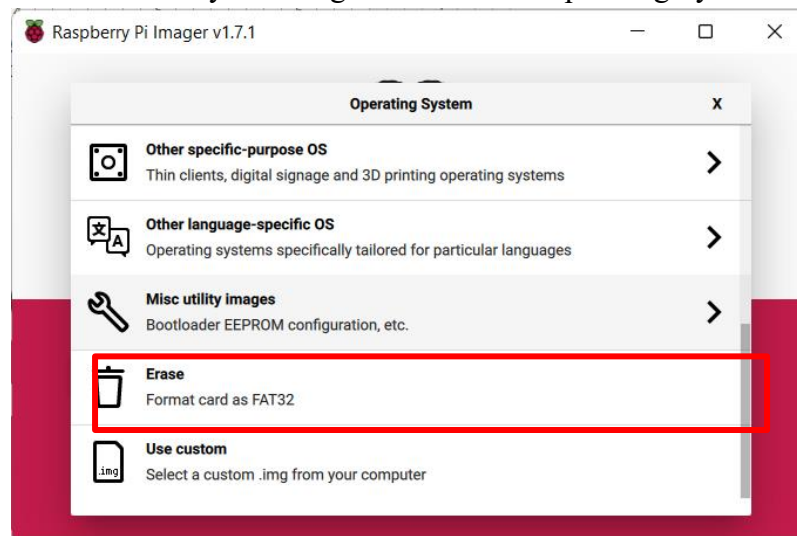 Raspberry Pi Imager v1.7.1
Operating System X
Other specific-purpose OS
Thin clients, digital signage and 3D printing operating systems
Other language-specific OS
Operating systems specifically tailored for particular languages
Misc utility images
Bootloader EEPROM configuration, etc.
Erase
Format card as FAT32
Use custom
.img
Select a custom .img from your computer